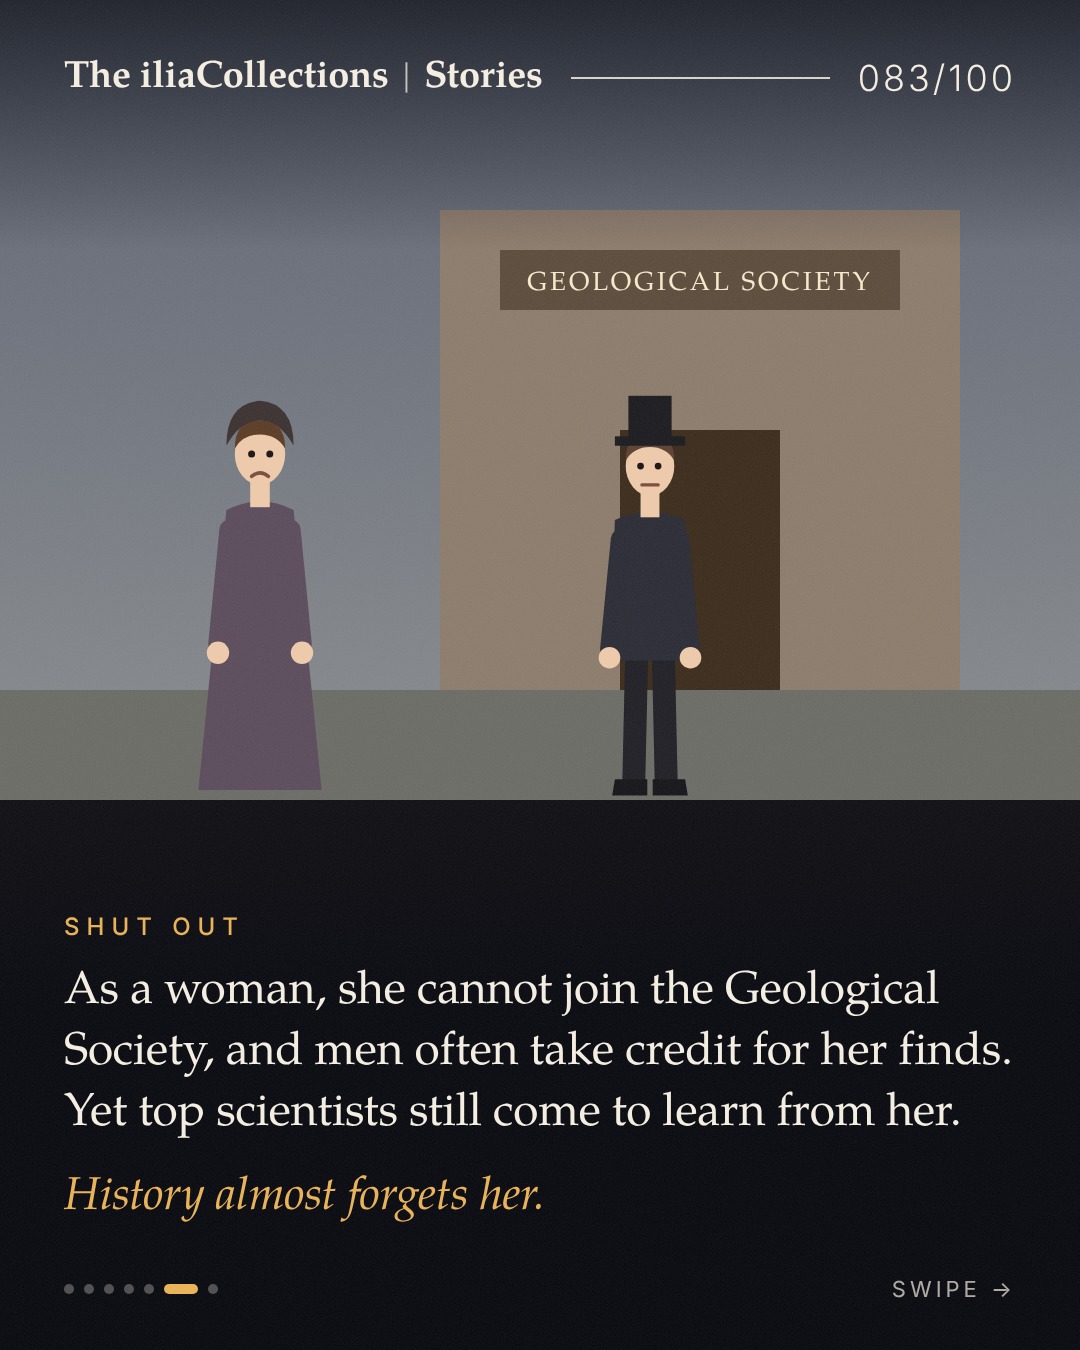 The iliaCollections | Stories
083/100
GEOLOGICAL SOCIETY
SHUT OUT
As a woman, she cannot join the Geological
Society, and men often take credit for her finds.
Yet top scientists still come to learn from her.
History almost forgets her.
SWIPE →